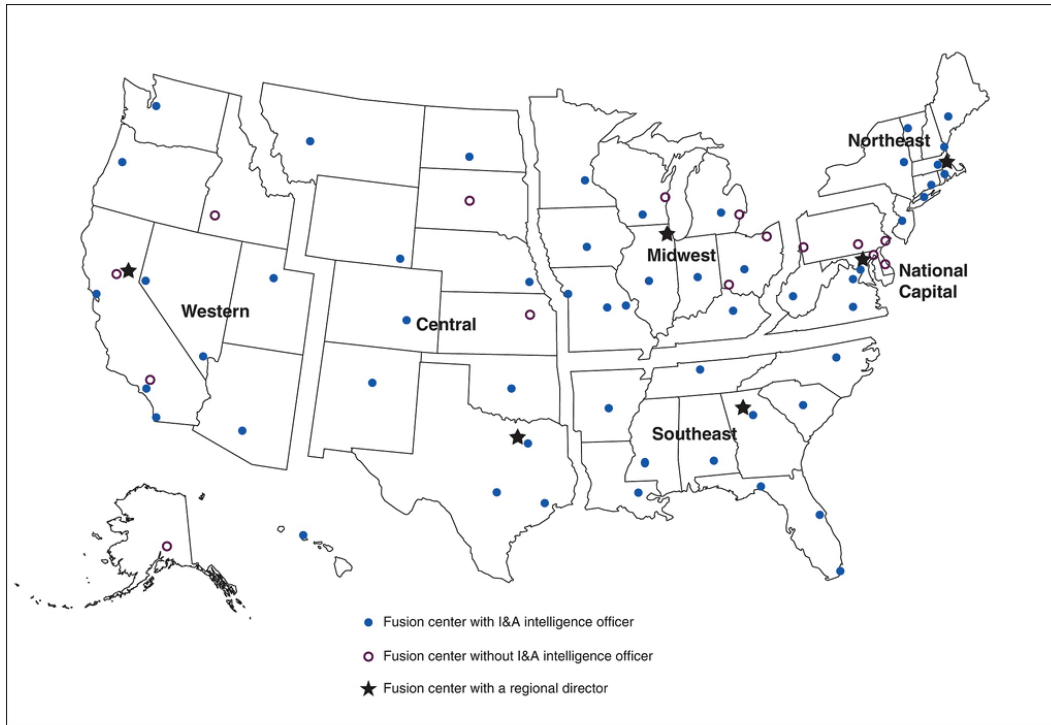 Northeast
Midwest
National
Capital
Western
Central
Southeast
Fusion center with I&A intelligence officer
Fusion center without I&A intelligence officer
Fusion center with a regional director